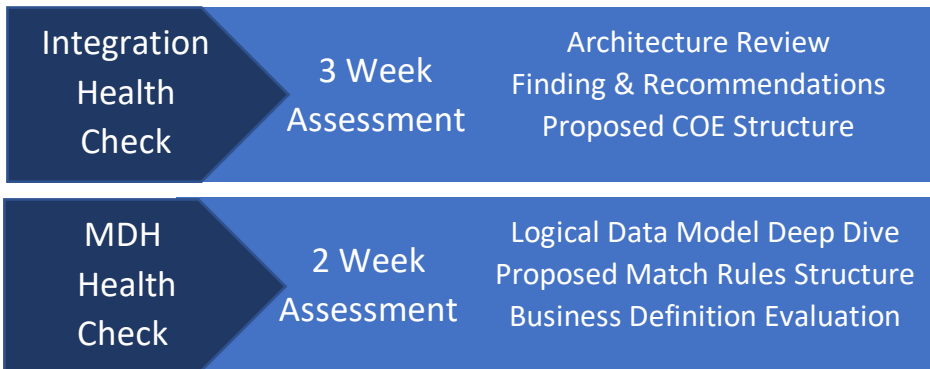 Integration
Health
Check
3 Week
Assessment
Architecture Review
Finding & Recommendations
Proposed COE Structure
MDH
Health
Check
2 Week
Assessment
Logical Data Model Deep Dive
Proposed Match Rules Structure
Business Definition Evaluation